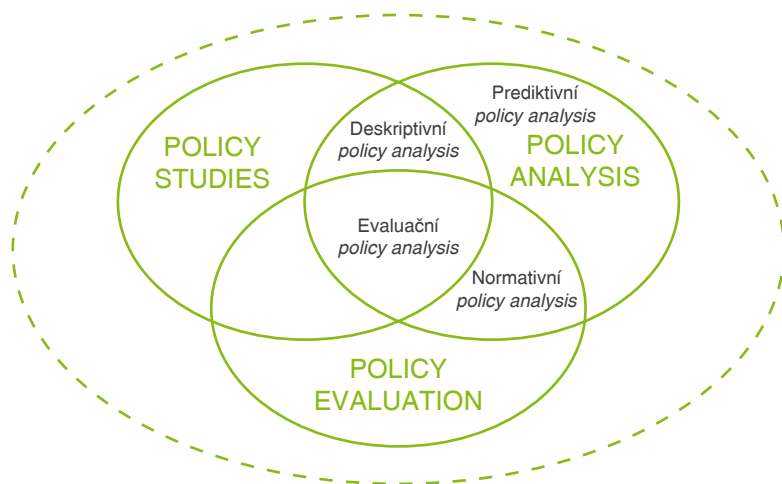 Prediktivní
policy analysis
Deskriptivní
policy analysis
POLICY
STUDIES
POLICY
ANALYSIS
Evaluační
policy analysis
Normativní
policy analysis
POLICY
EVALUATION